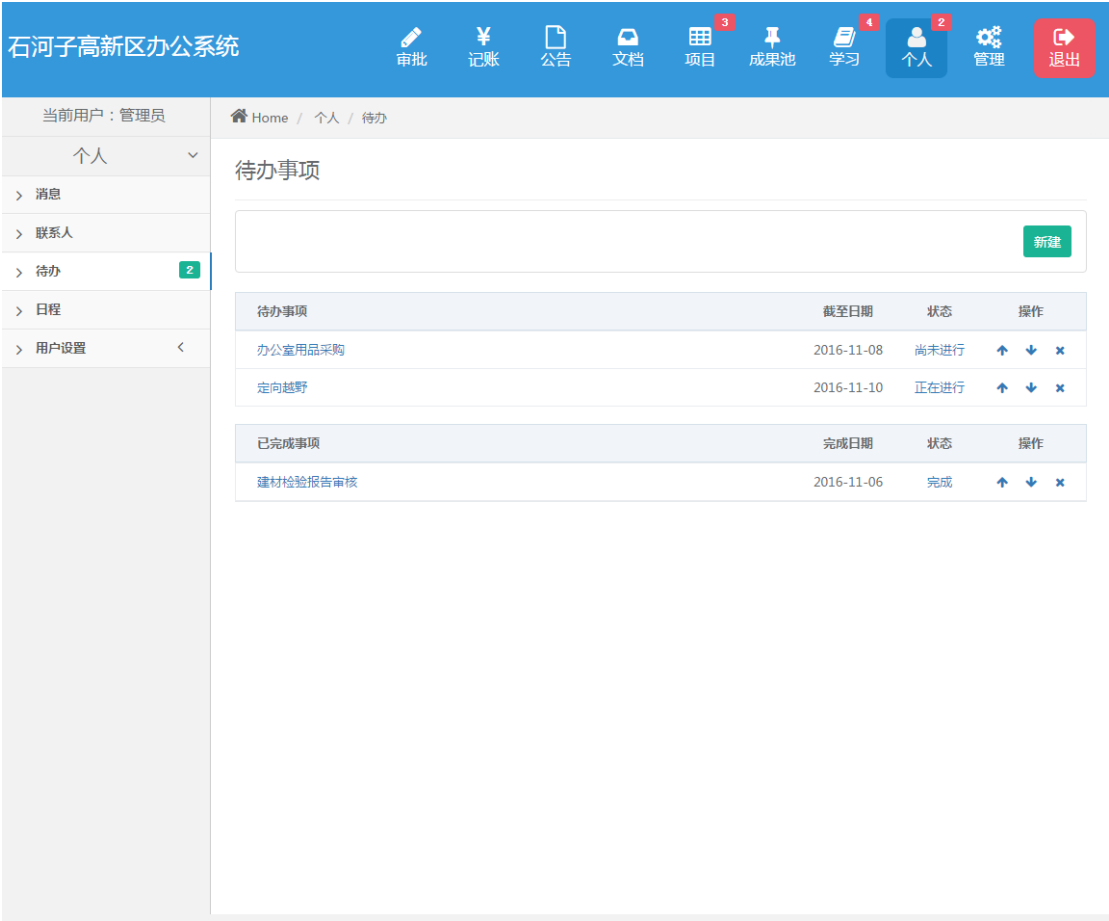 石河子高新区办公系统
3 4 2
审批 记账 公告 文档 项目 成果池 学习 个人 管理 退出
当前用户：管理员
Home / 个人 / 待办
个人
待办事项
消息
联系人
新建
待办 2
日程
用户设置
待办事项 截至日期 状态 操作
办公室用品采购 2016-11-08 尚未进行
定向越野 2016-11-10 正在进行
已完成事项 完成日期 状态 操作
建材检验报告审核 2016-11-06 完成